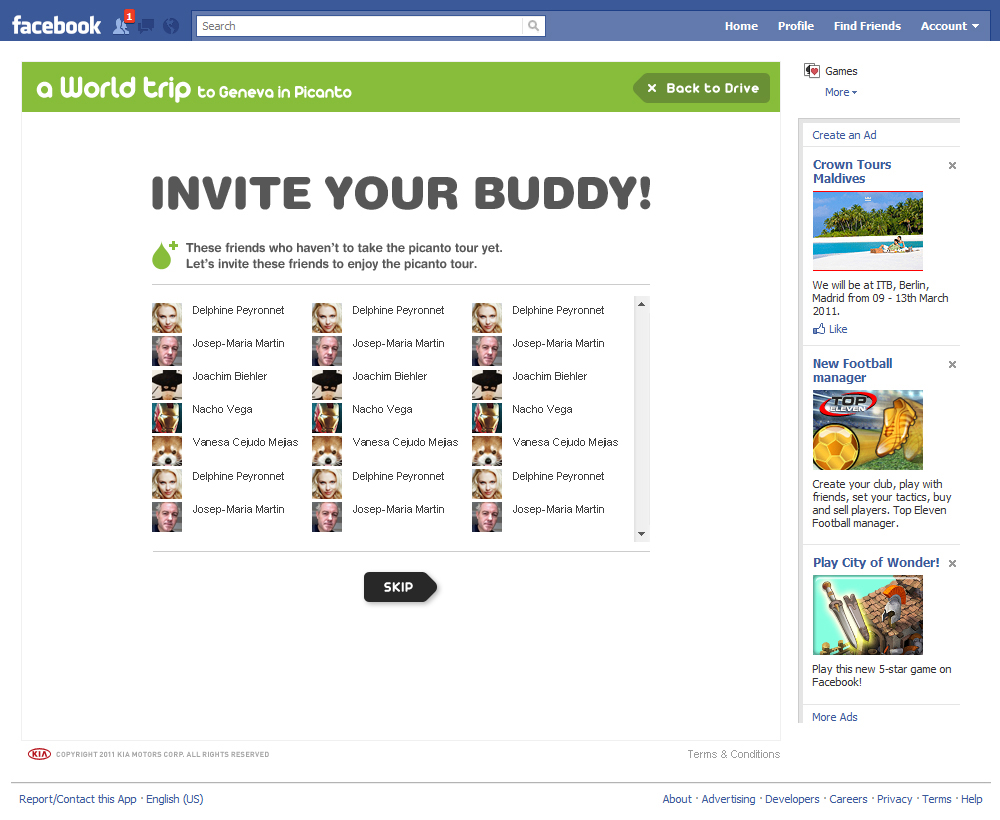 facebook
1
Search
Home Profile Find Friends Account
a World trip to Geneva in Picanto
× Back to Drive
INVITE YOUR BUDDY!
These friends who haven't to take the picanto tour yet.
Let's invite these friends to enjoy the picanto tour.
Delphine Peyronnet Delphine Peyronnet Delphine Peyronnet
Josep-Maria Martin Josep-Maria Martin Josep-Maria Martin
Joachim Biehler Joachim Biehler Joachim Biehler
Nacho Vega Nacho Vega Nacho Vega
Vanesa Cejudo Mejias Vanesa Cejudo Mejias Vanesa Cejudo Mejias
Delphine Peyronnet Delphine Peyronnet Delphine Peyronnet
Josep-Maria Martin Josep-Maria Martin Josep-Maria Martin
SKIP
Games
More
Create an Ad
Crown Tours
Maldives
We will be at ITB, Berlin,
Madrid from 09 - 13th March
2011.
Like
New Football
manager
TOP
ELEVEN
Create your club, play with
friends, set your tactics, buy
and sell players. Top Eleven
Football manager.
Play City of Wonder!
Play this new 5-star game on
Facebook!
More Ads
KIA COPYRIGHT 2011 KIA MOTORS CORP. ALL RIGHTS RESERVED
Terms & Conditions
Report/Contact this App · English (US)
About · Advertising · Developers · Careers · Privacy · Terms · Help